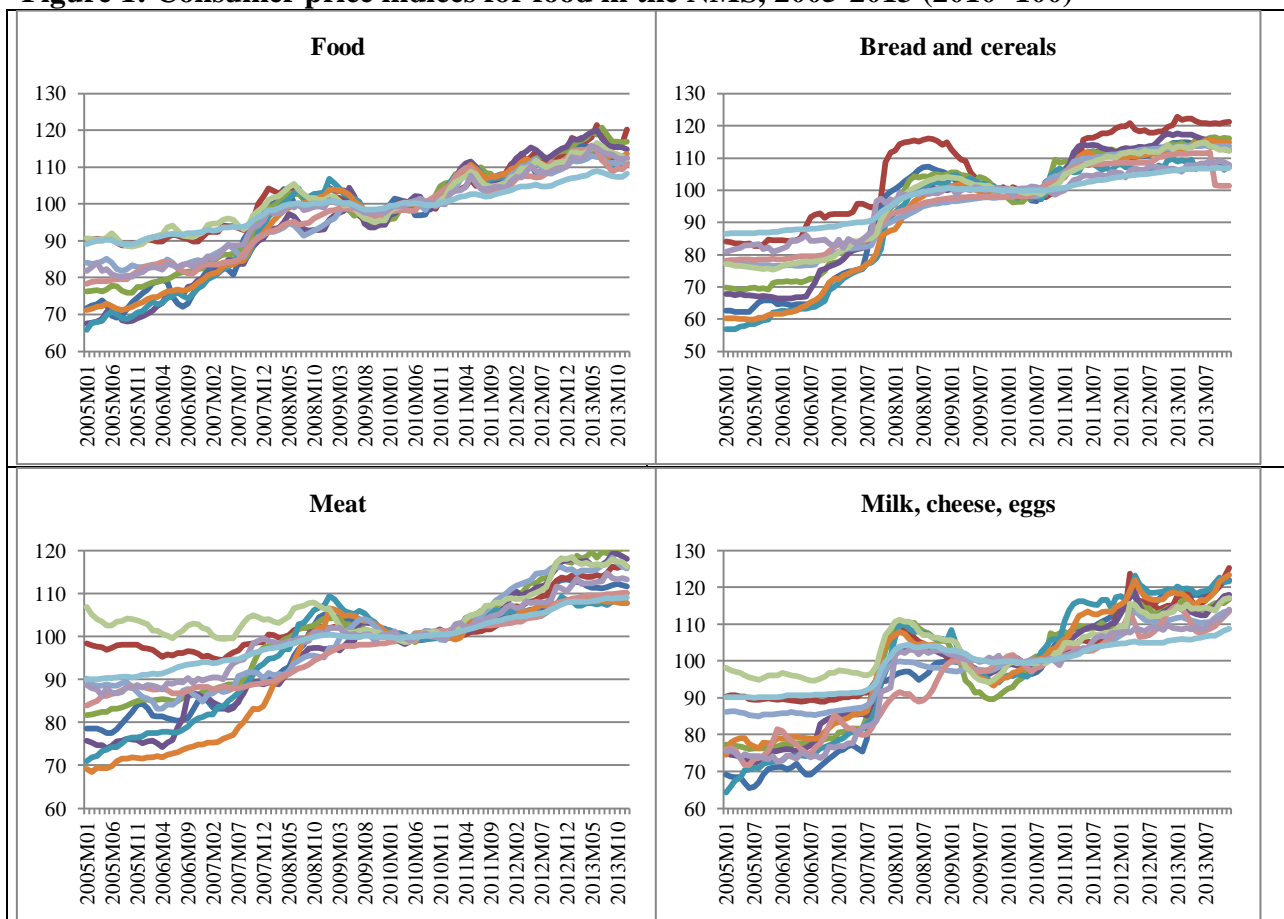 Figure 1: Consumer price indices for food in the NMS, 2005-2013 (2010=100)
Food
130
120
110
100
90
80
70
60
2005M01
2005M06
2005M11
2006M04
2006M09
2007M02
2007M07
2007M12
2008M05
2008M10
2009M03
2009M08
2010M01
2010M06
2010M11
2011M04
2011M09
2012M02
2012M07
2012M12
2013M05
2013M10
Bread and cereals
130
120
110
100
90
80
70
60
50
2005M01
2005M07
2006M01
2006M07
2007M01
2007M07
2008M01
2008M07
2009M01
2009M07
2010M01
2010M07
2011M01
2011M07
2012M01
2012M07
2013M01
2013M07
Meat
120
110
100
90
80
70
60
2005M01
2005M06
2005M11
2006M04
2006M09
2007M02
2007M07
2007M12
2008M05
2008M10
2009M03
2009M08
2010M01
2010M06
2010M11
2011M04
2011M09
2012M02
2012M07
2012M12
2013M05
2013M10
Milk, cheese, eggs
130
120
110
100
90
80
70
60
2005M01
2005M07
2006M01
2006M07
2007M01
2007M07
2008M01
2008M07
2009M01
2009M07
2010M01
2010M07
2011M01
2011M07
2012M01
2012M07
2013M01
2013M07